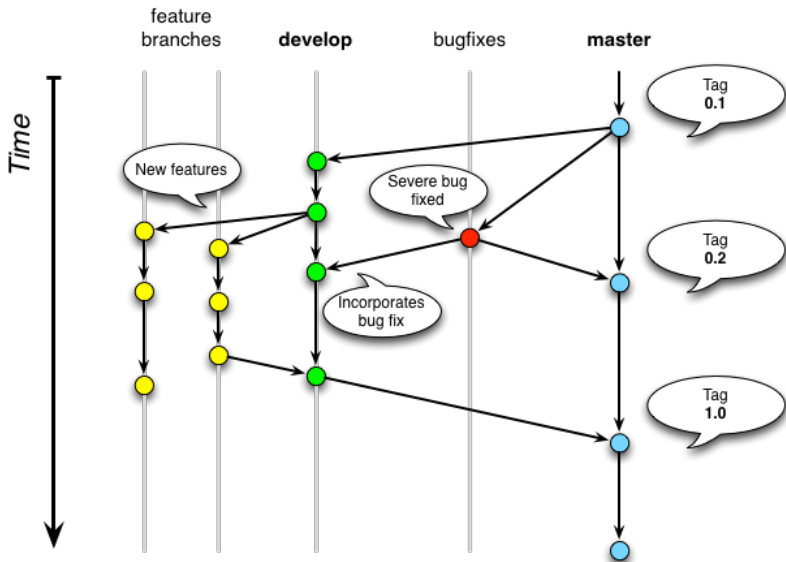 feature
branches
develop
bugfixes
master
Time
Tag
0.1
New features
Severe bug
fixed
Tag
0.2
Incorporates
bug fix
Tag
1.0